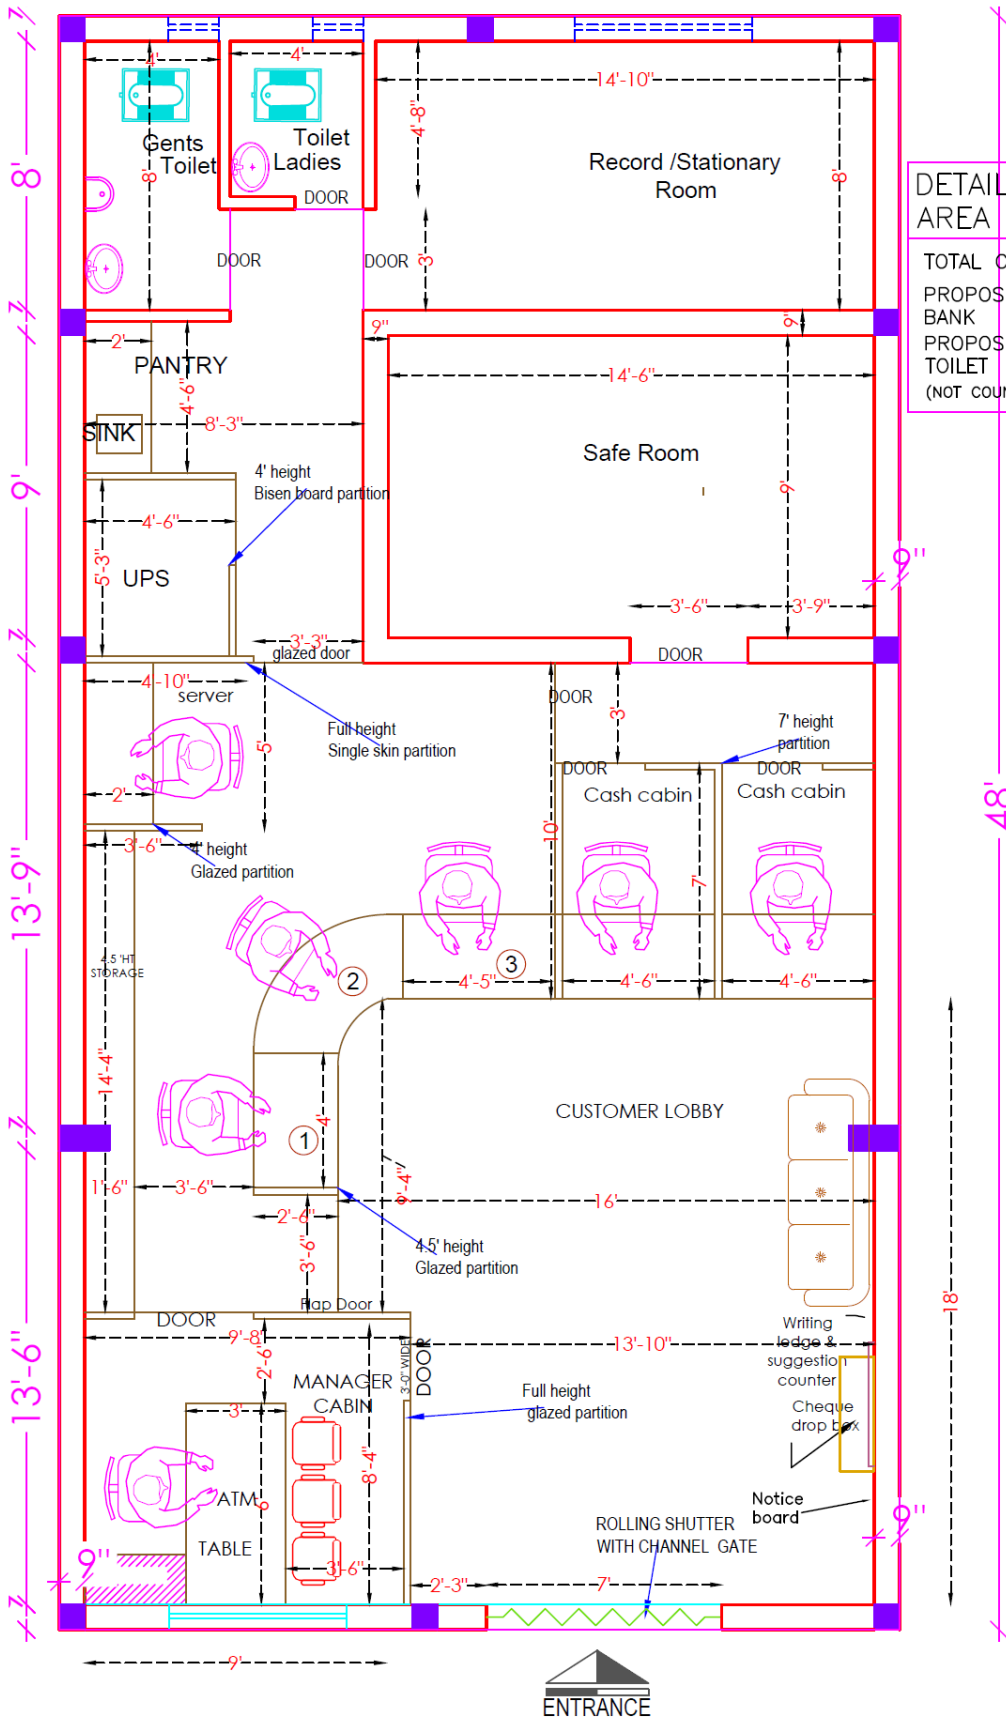 4'
4'
14'-10"
8'
Gents
Toilet
8'
Toilet
Ladies
DOOR
4'-8"
Record /Stationary
Room
8'
DETAIL
AREA
TOTAL
PROPOS
BANK
PROPOS
TOILET
(NOT COUN
DOOR
DOOR
3'
9"
9"
2'
PANTRY
4'-6"
8'-3"
SINK
14'-6"
Safe Room
9'
9'
4' height
Bisen board partition
4'-6"
5'-3"
UPS
3'-6"
3'-9"
9"
3'-3"
glazed door
DOOR
4'-10"
server
5'
Full height
Single skin partition
DOOR
3'
7' height
partition
48'
2'
DOOR
Cash cabin
DOOR
Cash cabin
10'
7'
3'-6"
4' height
Glazed partition
13'-9"
4.5 'HT
STORAGE
2
3
4'-5"
4'-6"
4'-6"
14'-4"
CUSTOMER LOBBY
4'
1
1'-6"
3'-6"
9'-4"
16'
2'-6"
3'-6"
4.5' height
Glazed partition
Flap Door
18'
DOOR
9'-8"
13'-10"
Writing
ledge &
suggestion
counter
13'-6"
2'-6"
MANAGER
CABIN
3'-0" WIDE
DOOR
3'
Full height
glazed partition
Cheque
drop box
8'-4"
ATM
6'
TABLE
Notice
board
9"
9"
ROLLING SHUTTER
WITH CHANNEL GATE
3'-6"
2'-3"
7'
9'
ENTRANCE